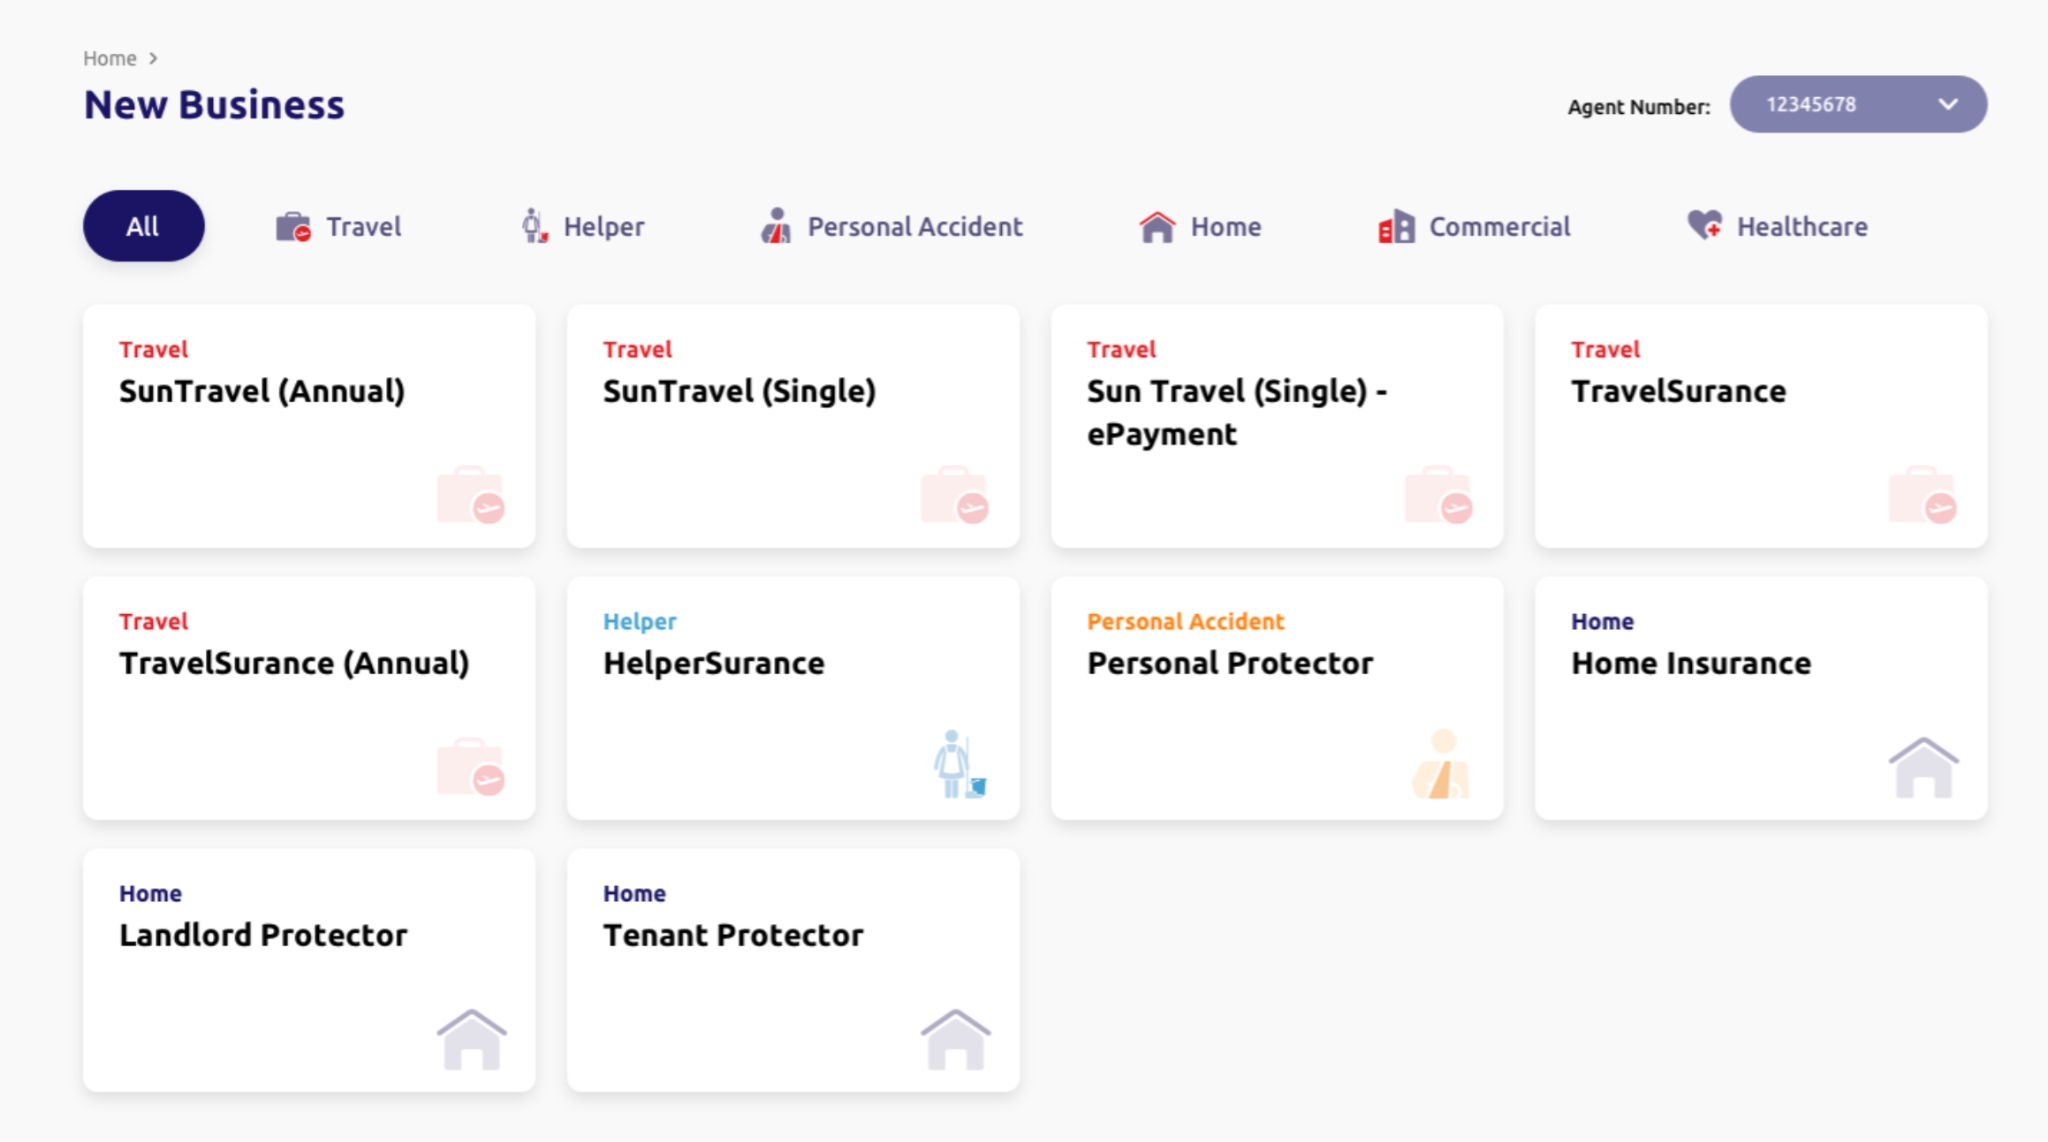 Home >
New Business
Agent Number: 12345678
All Travel Helper Personal Accident Home Commercial Healthcare
Travel
SunTravel (Annual)
Travel
SunTravel (Single)
Travel
Sun Travel (Single) -
ePayment
Travel
TravelSurance
Travel
TravelSurance (Annual)
Helper
HelperSurance
Personal Accident
Personal Protector
Home
Home Insurance
Home
Landlord Protector
Home
Tenant Protector